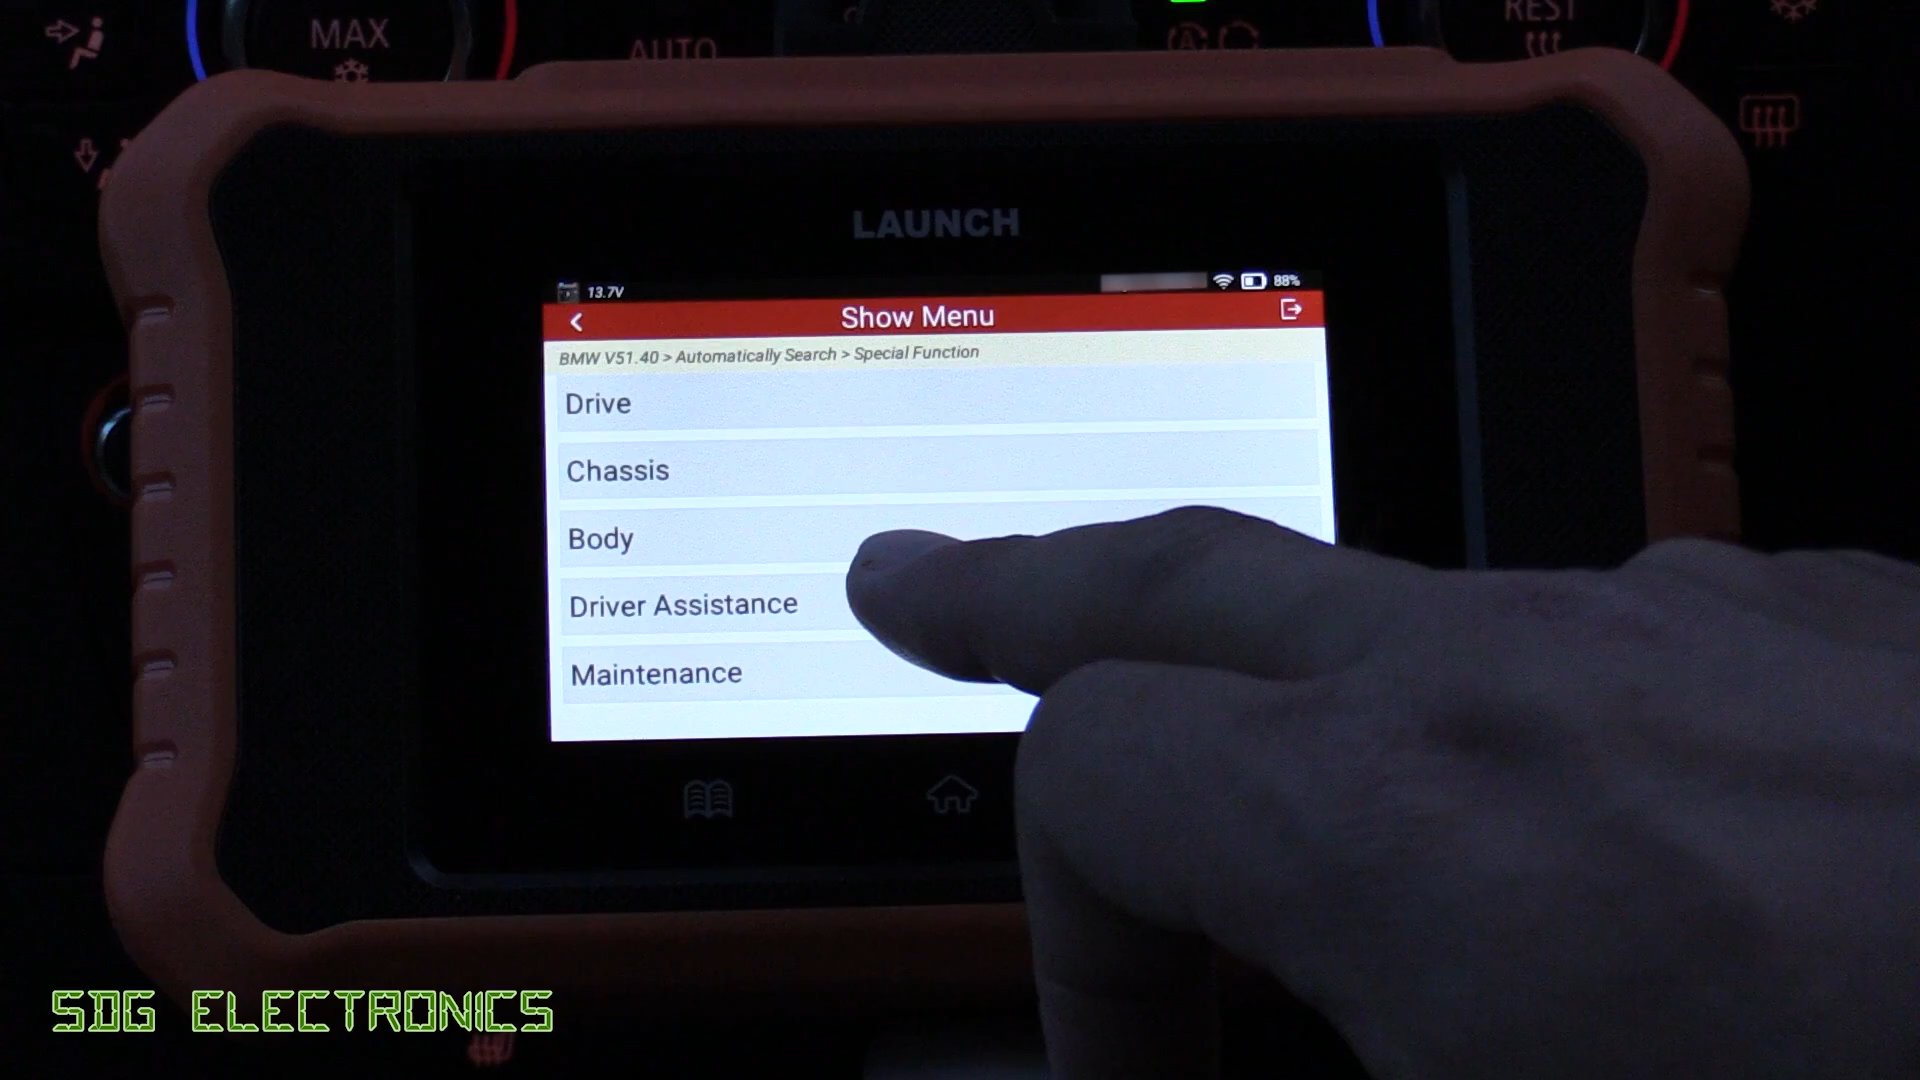 MAX
AUTO
REST
LAUNCH
13.7V
88%
Show Menu
BMW V51.40 > Automatically Search > Special Function
Drive
Chassis
Body
Driver Assistance
Maintenance
SDG ELECTRONICS